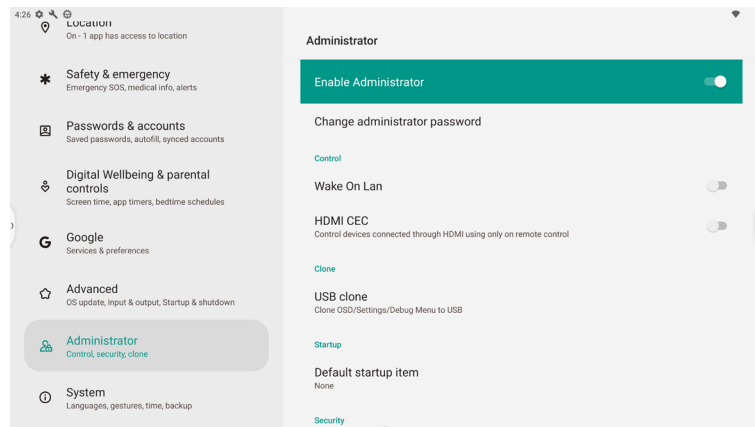 4:26
Location
On - 1 app has access to location
Safety & emergency
Emergency SOS, medical info, alerts
Passwords & accounts
Saved passwords, autofill, synced accounts
Digital Wellbeing & parental
controls
Screen time, app timers, bedtime schedules
Google
Services & preferences
Advanced
OS update, Input & output, Startup & shutdown
Administrator
Control, security, clone
System
Languages, gestures, time, backup
Administrator
Enable Administrator
Change administrator password
Control
Wake On Lan
HDMI CEC
Control devices connected through HDMI using only on remote control
Clone
USB clone
Clone OSD/Settings/Debug Menu to USB
Startup
Default startup item
None
Security